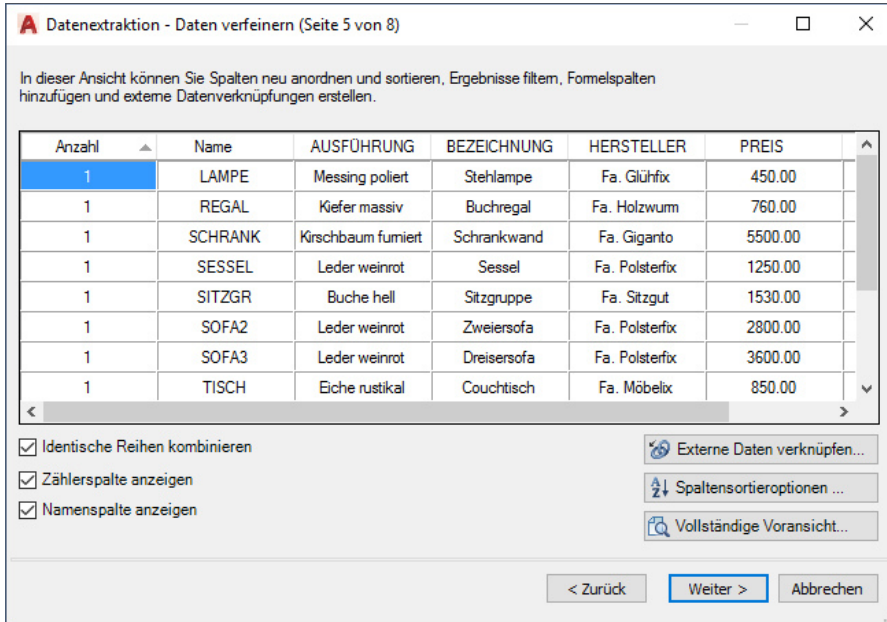 Datenextraktion - Daten verfeinern (Seite 5 von 8)
In dieser Ansicht können Sie Spalten neu anordnen und sortieren, Ergebnisse filtern, Formelspalten
hinzufügen und externe Datenverknüpfungen erstellen.
Anzahl Name AUSFÜHRUNG BEZEICHNUNG HERSTELLER PREIS
1 LAMPE Messing poliert Stehlampe Fa. Glühfix 450.00
1 REGAL Kiefer massiv Buchregal Fa. Holzwurm 760.00
1 SCHRANK Kirschbaum furniert Schrankwand Fa. Giganto 5500.00
1 SESSEL Leder weinrot Sessel Fa. Polsterfix 1250.00
1 SITZGR Buche hell Sitzgruppe Fa. Sitzgut 1530.00
1 SOFA2 Leder weinrot Zweiersofa Fa. Polsterfix 2800.00
1 SOFA3 Leder weinrot Dreisersofa Fa. Polsterfix 3600.00
1 TISCH Eiche rustikal Couchtisch Fa. Möbelix 850.00
Identische Reihen kombinieren
Externe Daten verknüpfen...
Zählerspalte anzeigen
Spaltensortieroptionen ...
Namenspalte anzeigen
Vollständige Voransicht...
< Zurück Weiter > Abbrechen